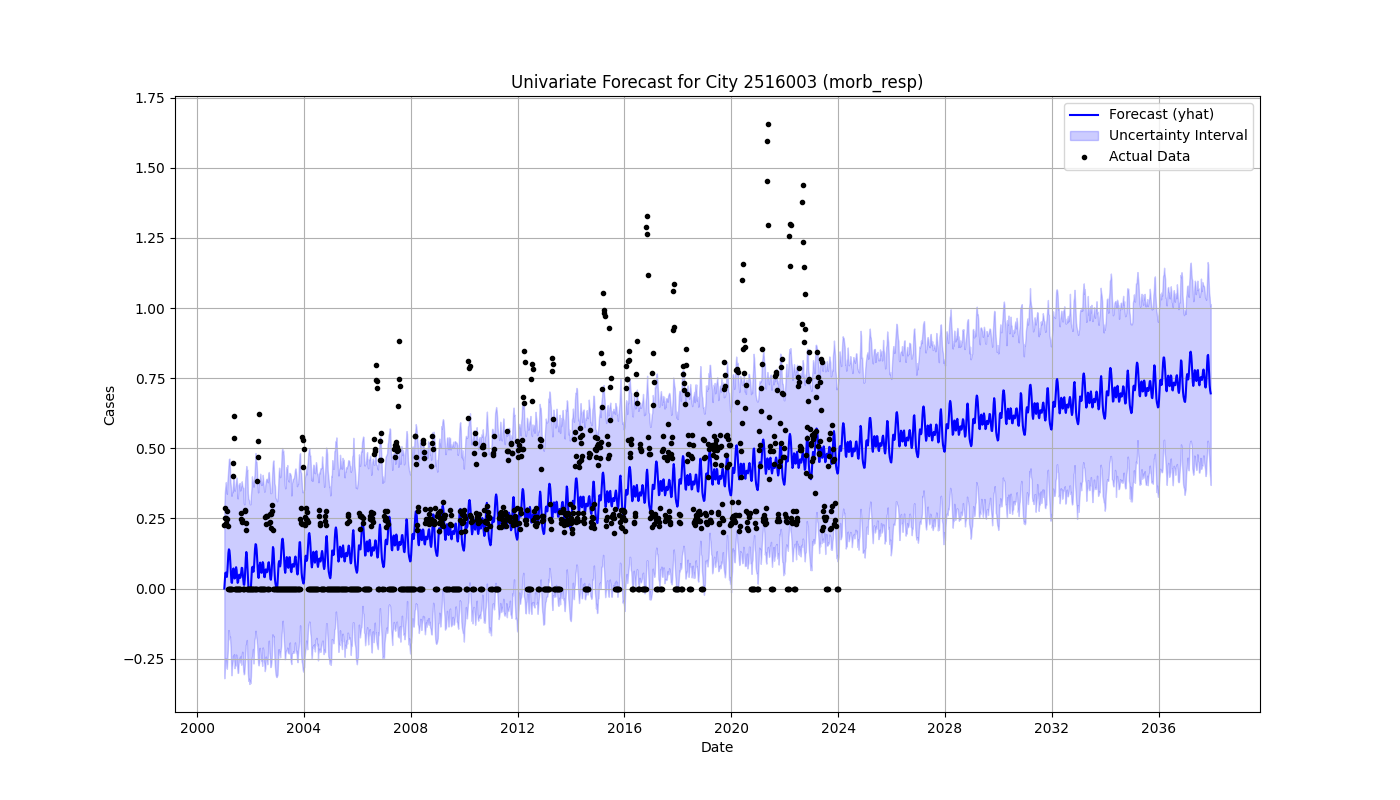 Univariate Forecast for City 2516003 (morb_resp)
Forecast (yhat)
Uncertainty Interval
Actual Data
1.75
1.50
1.25
1.00
0.75
0.50
0.25
0.00
−0.25
Cases
2000 2004 2008 2012 2016 2020 2024 2028 2032 2036
Date